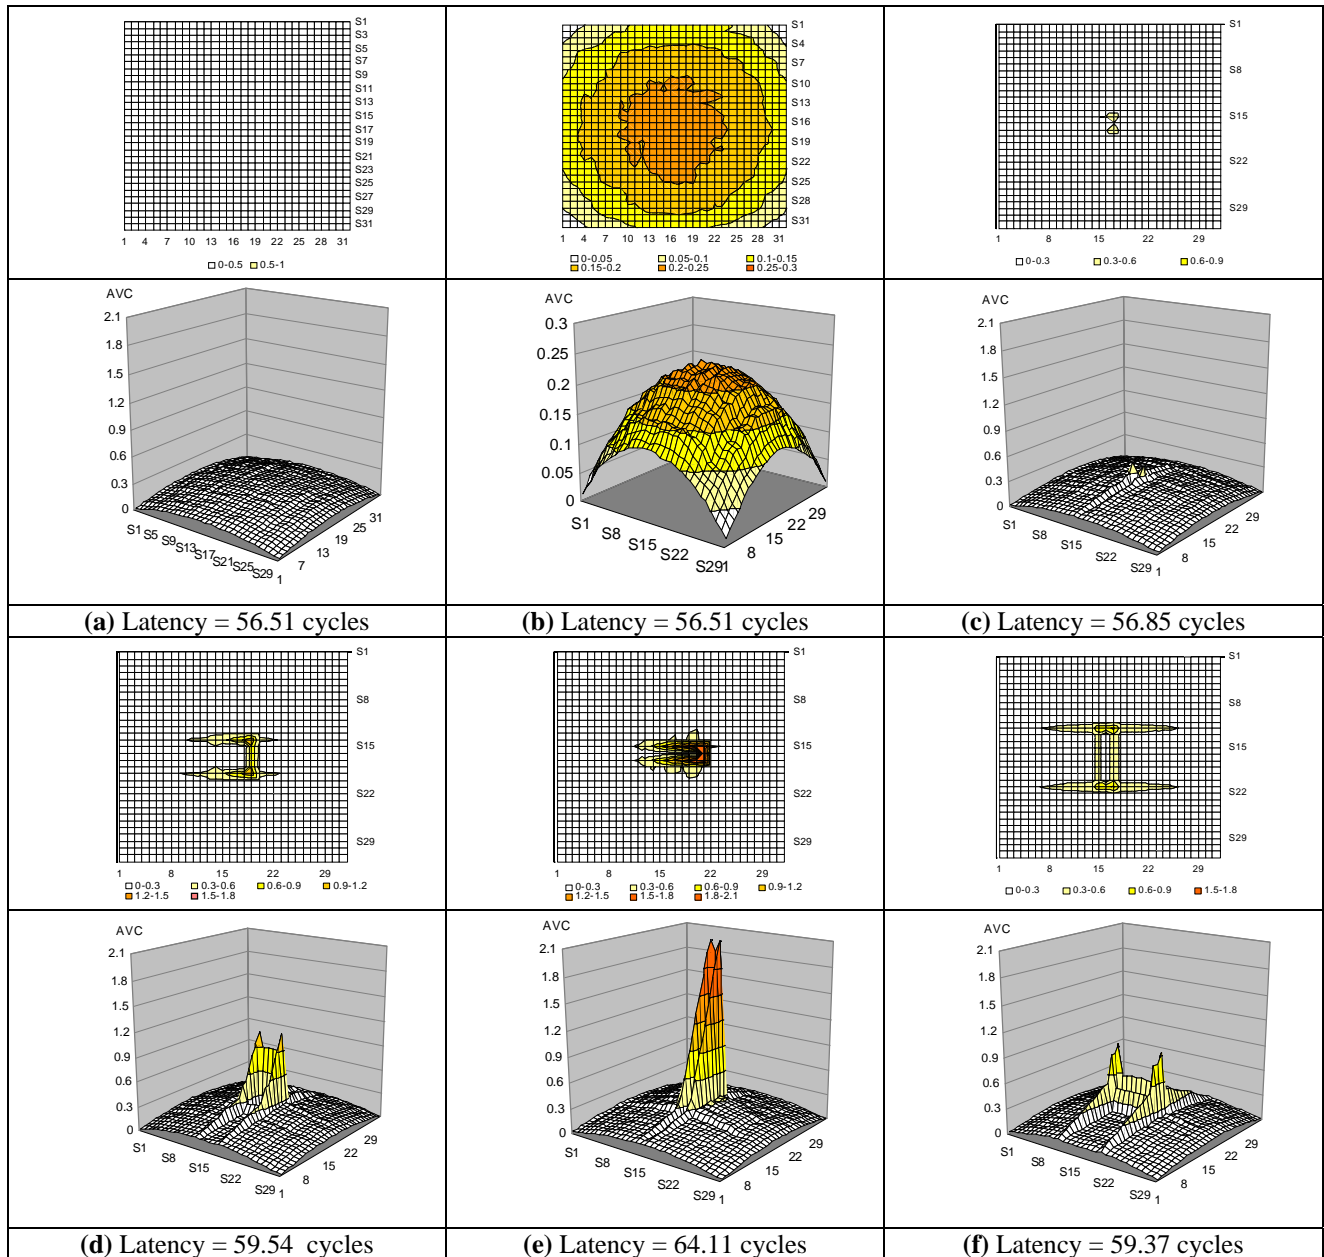 S1
S3
S5
S7
S9
S11
S13
S15
S17
S19
S21
S23
S25
S27
S29
S31
1 4 7 10 13 16 19 22 25 28 31
0-0.5 0.5-1
S1
S4
S7
S10
S13
S16
S19
S22
S25
S28
S31
1 4 7 10 13 16 19 22 25 28 31
0-0.05 0.05-0.1 0.1-0.15
0.15-0.2 0.2-0.25 0.25-0.3
S1
S8
S15
S22
S29
1 8 15 22 29
0-0.3 0.3-0.6 0.6-0.9
AVC
2.1
1.8
1.5
1.2
0.9
0.6
0.3
0
S1 S5 S9 S13 S17 S21 S25 S29
1 7 13 19 25 31
AVC
0.3
0.25
0.2
0.15
0.1
0.05
0
S1 S8 S15 S22 S29
1 8 15 22 29
AVC
2.1
1.8
1.5
1.2
0.9
0.6
0.3
0
S1 S8 S15 S22 S29
1 8 15 22 29
(a) Latency = 56.51 cycles
(b) Latency = 56.51 cycles
(c) Latency = 56.85 cycles
S1
S8
S15
S22
S29
1 8 15 22 29
0-0.3 0.3-0.6 0.6-0.9 0.9-1.2
1.2-1.5 1.5-1.8
S1
S8
S15
S22
S29
1 8 15 22 29
0-0.3 0.3-0.6 0.6-0.9 0.9-1.2
1.2-1.5 1.5-1.8 1.8-2.1
S1
S8
S15
S22
S29
1 8 15 22 29
0-0.3 0.3-0.6 0.6-0.9 1.5-1.8
AVC
2.1
1.8
1.5
1.2
0.9
0.6
0.3
0
S1 S8 S15 S22 S29
1 8 15 22 29
AVC
2.1
1.8
1.5
1.2
0.9
0.6
0.3
0
S1 S8 S15 S22 S29
1 8 15 22 29
AVC
2.1
1.8
1.5
1.2
0.9
0.6
0.3
0
S1 S8 S15 S22 S29
1 8 15 22 29
(d) Latency = 59.54 cycles
(e) Latency = 64.11 cycles
(f) Latency = 59.37 cycles